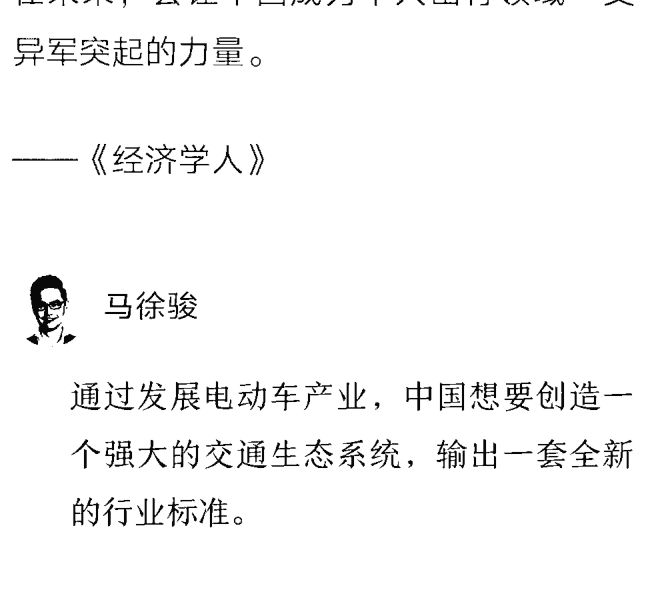 异军突起的力量。
——《经济学人》
马徐骏
通过发展电动车产业，中国想要创造一
个强大的交通生态系统，输出一套全新
的行业标准。